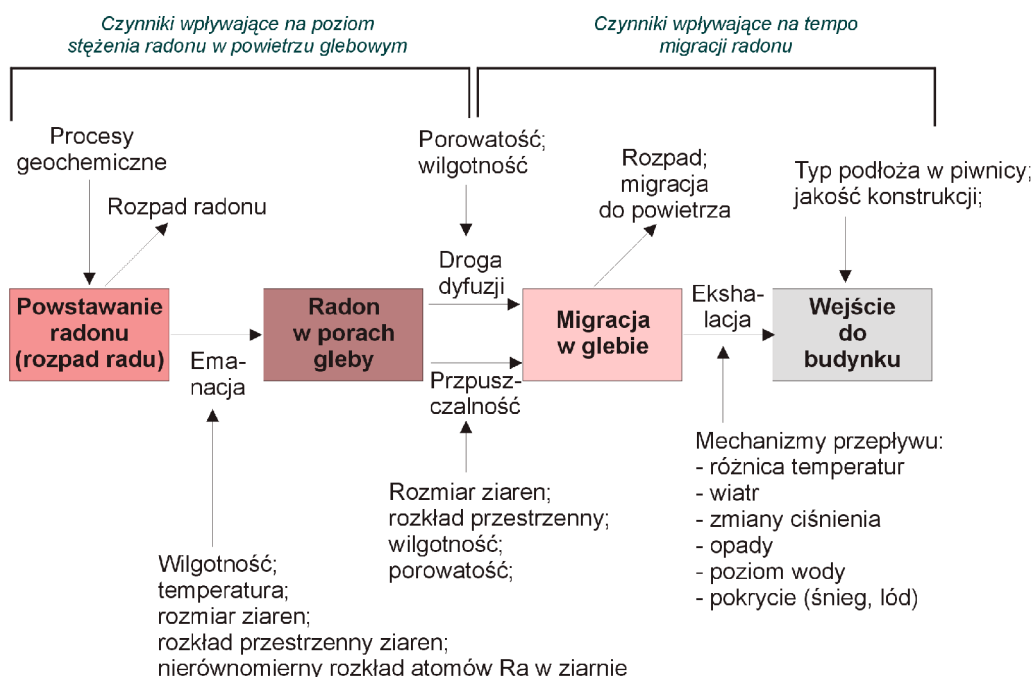 Czynniki wpływające na poziom
stężenia radonu w powietrzu glebowym
Czynniki wpływające na tempo
migracji radonu
Procesy
geochemiczne
Rozpad radonu
Porowatość;
wilgotność
Rozpad;
migracja
do powietrza
Typ podłoża w piwnicy;
jakość konstrukcji;
Powstawanie
radonu
(rozpad radu)
Ema-
nacja
Radon
w porach
gleby
Droga
dyfuzji
Przpusz-
czalność
Migracja
w glebie
Eksha-
lacja
Wejście
do
budynku
Wilgotność;
temperatura;
rozmiar ziaren;
rozkład przestrzenny ziaren;
nierównomierny rozkład atomów Ra w ziarnie
Rozmiar ziaren;
rozkład przestrzenny;
wilgotność;
porowatość;
Mechanizmy przepływu:
- różnica temperatur
- wiatr
- zmiany ciśnienia
- opady
- poziom wody
- pokrycie (śnieg, lód)